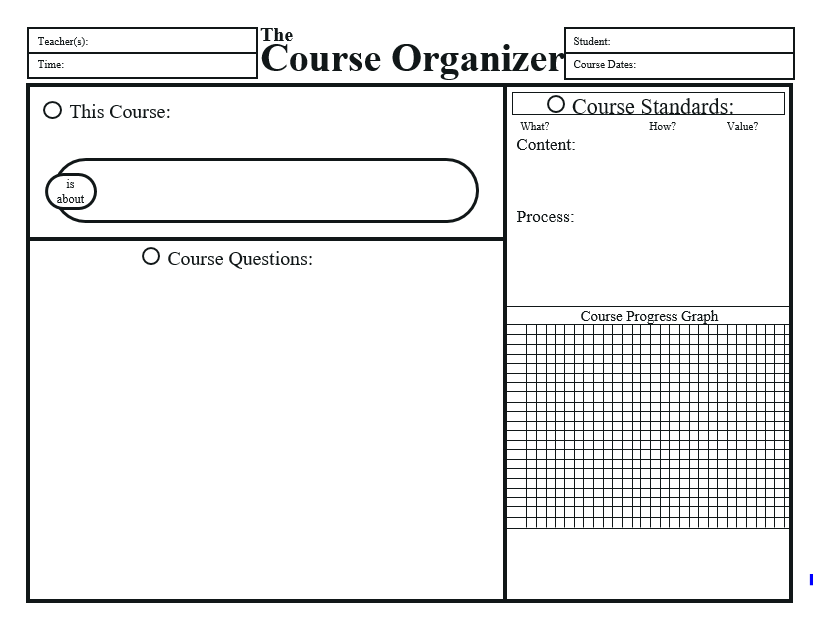 Teacher(s):
Time:
The
Course Organizer
Student:
Course Dates:
This Course:
is
about
Course Questions:
Course Standards:
What? How? Value?
Content:
Process:
Course Progress Graph